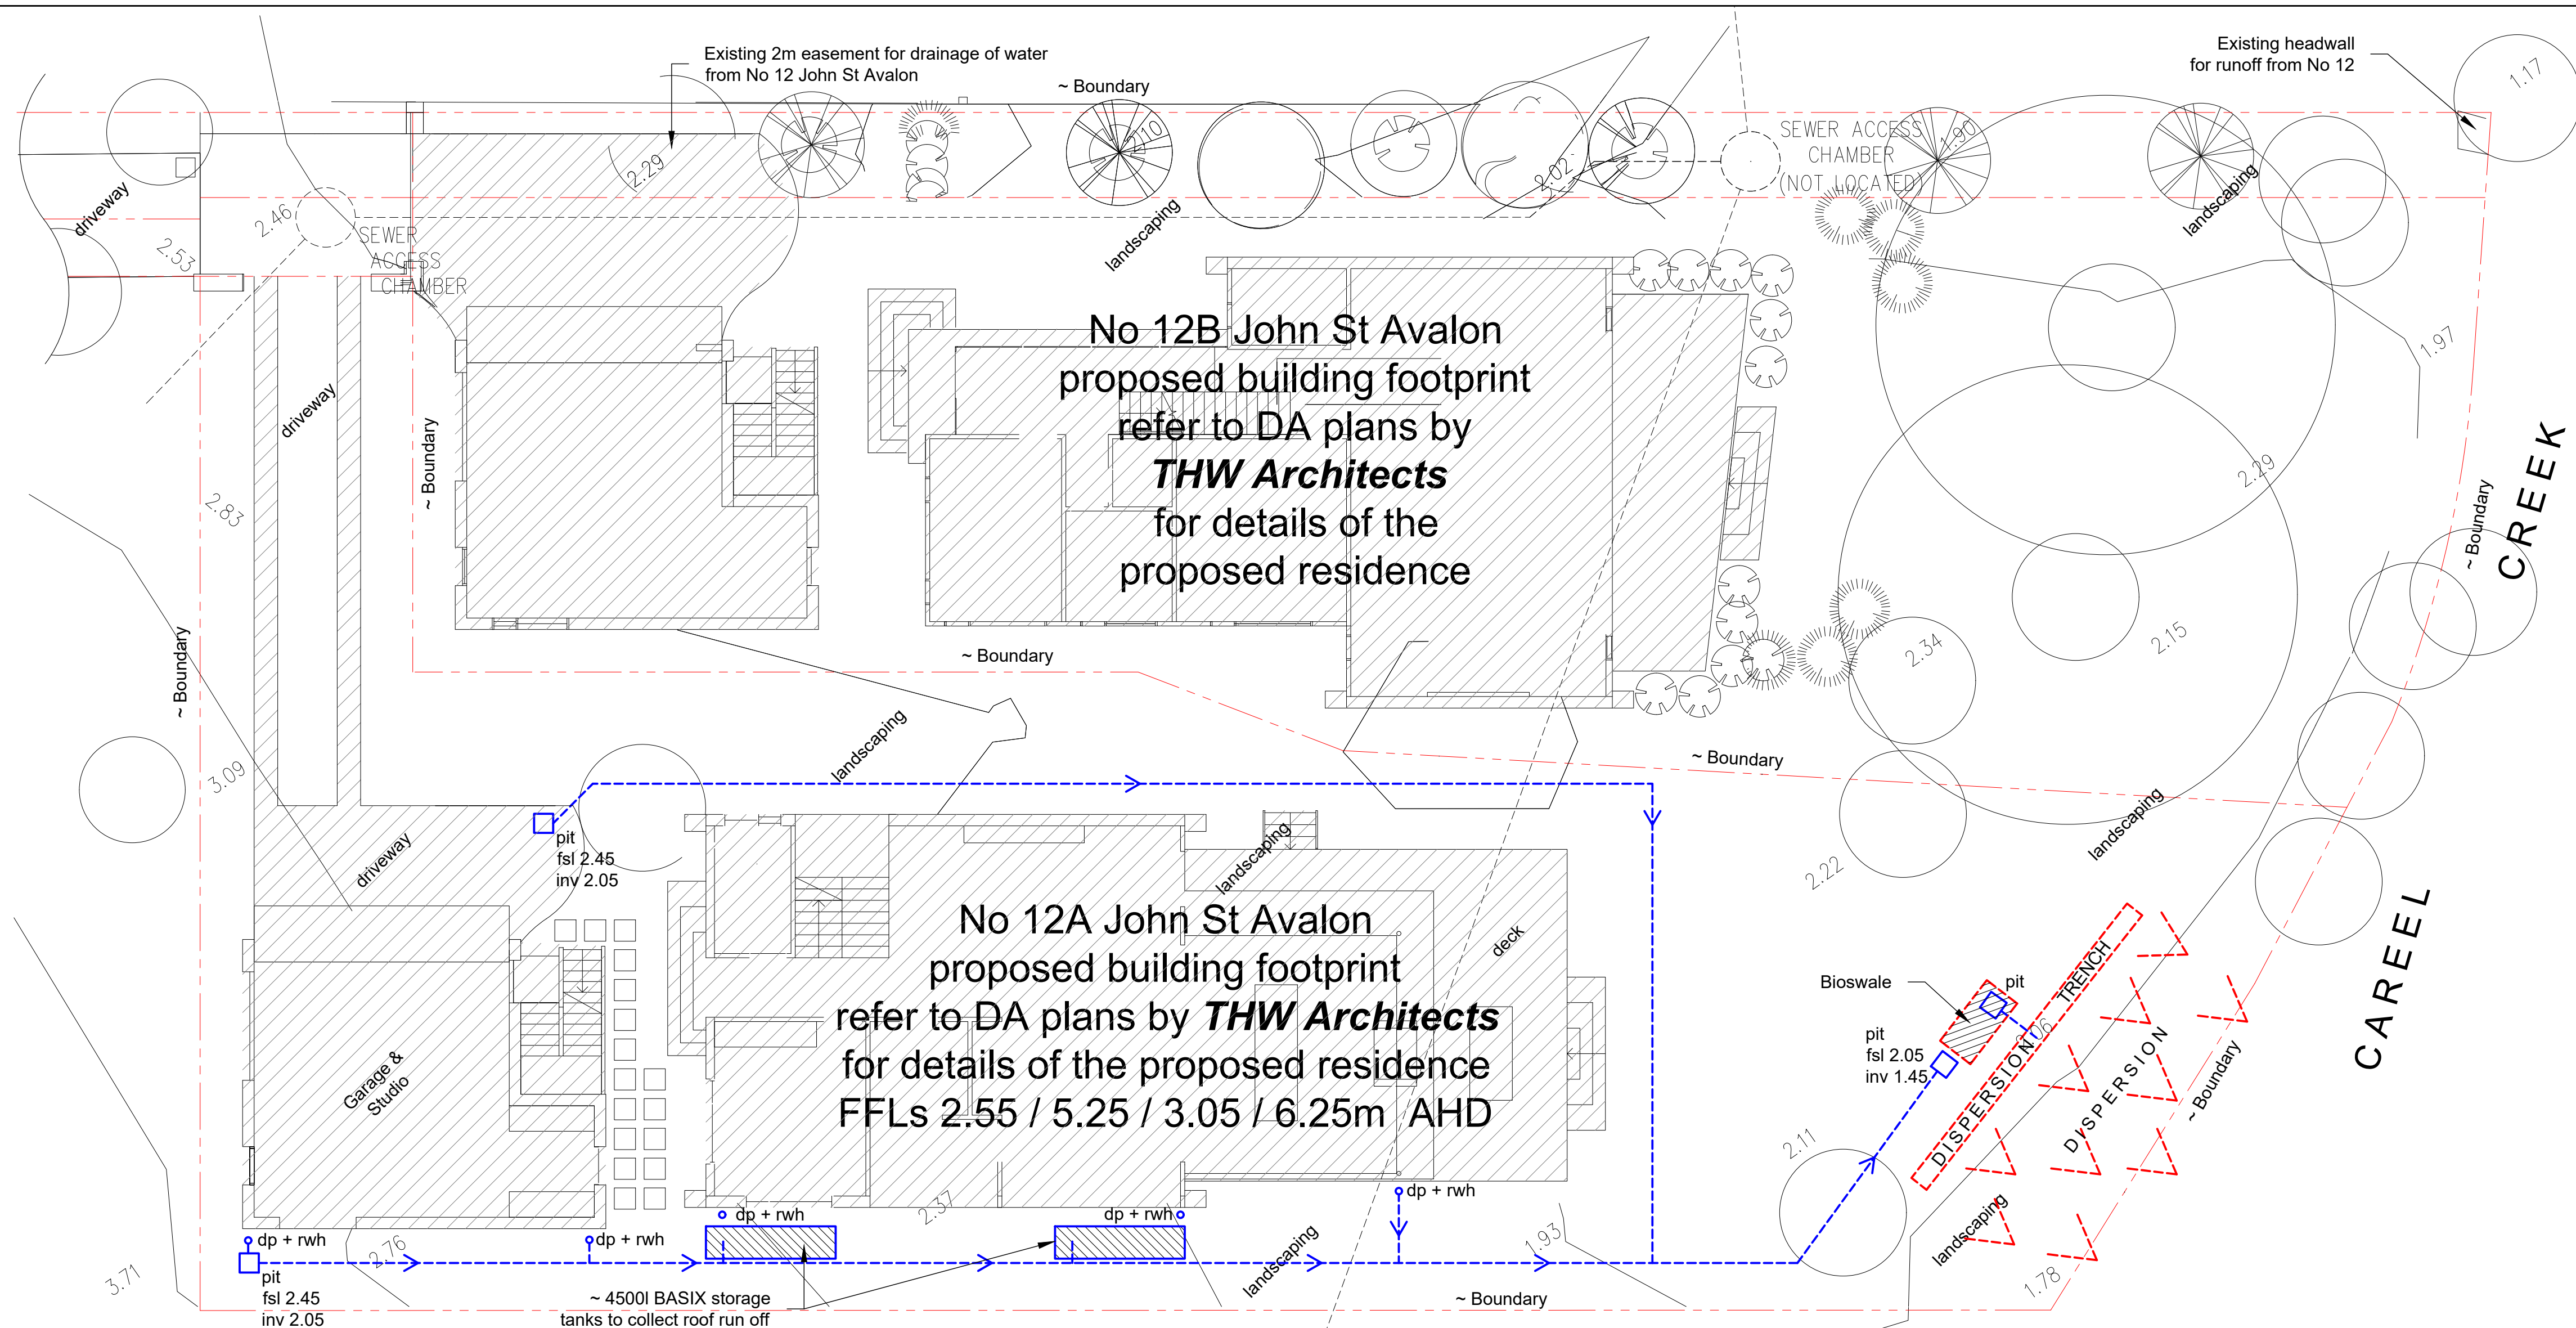 Existing 2m easement for drainage of water
from No 12 John St Avalon
~ Boundary
Existing headwall
for runoff from No 12
1.17
driveway
2.53
2.46
SEWER
ACCESS
CHAMBER
2.29
2.02
SEWER ACCESS
CHAMBER
(NOT LOCATED)
1.90
landscaping
landscaping
1.97
driveway
~ Boundary
2.83
~ Boundary
No 12B John St Avalon
proposed building footprint
refer to DA plans by
THW Architects
for details of the
proposed residence
2.29
2.15
2.34
~ Boundary
CAREEL CREEK
~ Boundary
~ Boundary
landscaping
3.09
pit
fsl 2.45
inv 2.05
driveway
landscaping
landscaping
2.22
deck
No 12A John St Avalon
proposed building footprint
refer to DA plans by THW Architects
for details of the proposed residence
FFLs 2.55 / 5.25 / 3.05 / 6.25m AHD
Garage &
Studio
Bioswale
pit
pit
fsl 2.05
inv 1.45
DISPERSION TRENCH
DISPERSION
~ Boundary
2.11
landscaping
1.78
dp + rwh
dp + rwh
dp + rwh
dp + rwh
dp + rwh
2.37
2.76
1.93
3.71
pit
fsl 2.45
inv 2.05
~ 4500l BASIX storage
tanks to collect roof run off
landscaping
~ Boundary